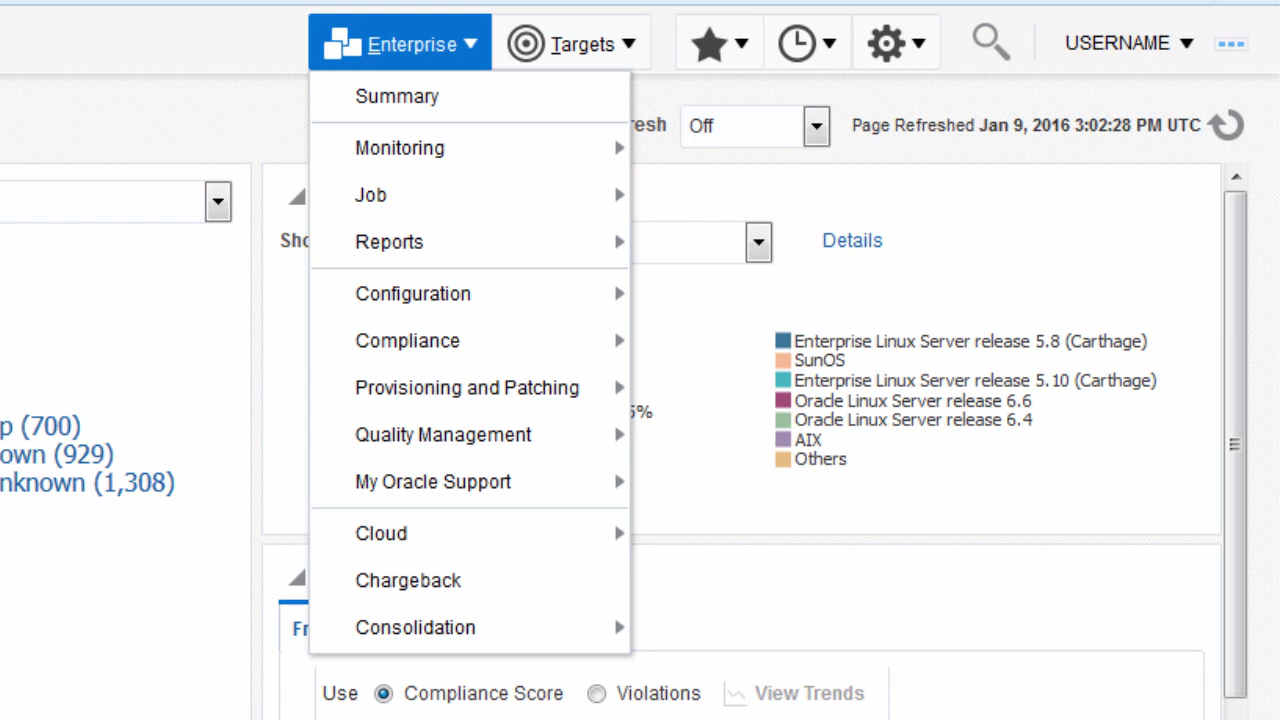 Enterprise
Targets
USERNAME
Summary
Off
Page Refreshed Jan 9, 2016 3:02:28 PM UTC
Monitoring
Job
Reports
Details
Configuration
Compliance
Provisioning and Patching
Quality Management
My Oracle Support
Cloud
Chargeback
Consolidation
Enterprise Linux Server release 5.8 (Carthage)
SunOS
Enterprise Linux Server release 5.10 (Carthage)
Oracle Linux Server release 6.6
Oracle Linux Server release 6.4
AIX
Others
5%
(700)
(929)
(1,308)
Use Compliance Score Violations View Trends